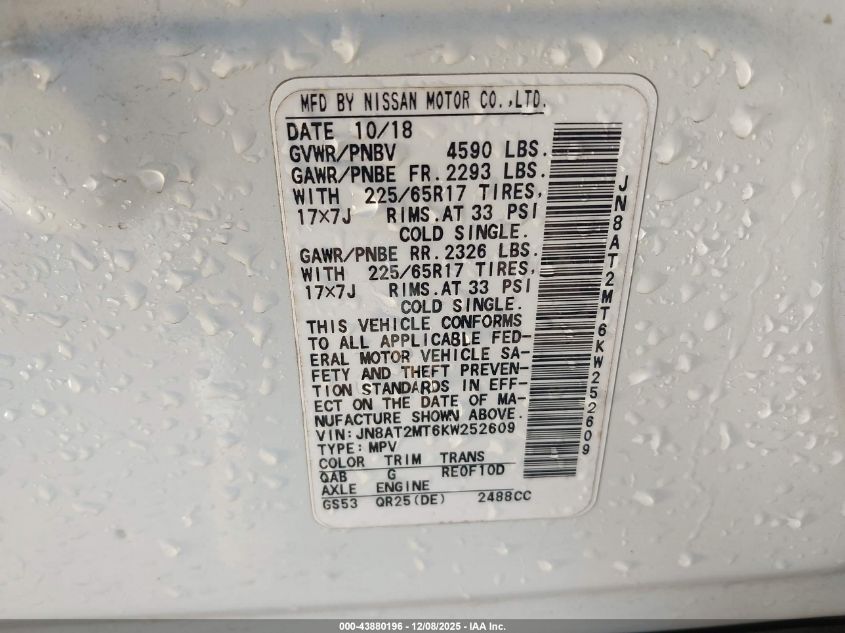 MFD BY NISSAN MOTOR CO.,LTD.
DATE 10/18
GVWR/PNBV 4590 LBS.
GAWR/PNBE FR. 2293 LBS.
WITH 225/65R17 TIRES,
17×7J RIMS. AT 33 PSI
COLD SINGLE.
GAWR/PNBE RR. 2326 LBS.
WITH 225/65R17 TIRES,
17×7J RIMS. AT 33 PSI
COLD SINGLE.
THIS VEHICLE CONFORMS
TO ALL APPLICABLE FED-
ERAL MOTOR VEHICLE SA-
FETY AND THEFT PREVEN-
TION STANDARDS IN EFF-
ECT ON THE DATE OF MA-
NUFACTURE SHOWN ABOVE.
VIN: JN8AT2MT6KW252609
TYPE: MPV
COLOR TRIM TRANS
QAB G RE0F10D
AXLE ENGINE
GS53 QR25(DE) 2488CC
JN8AT2MT6KW252609
000-43880196 - 12/08/2025 - IAA Inc.